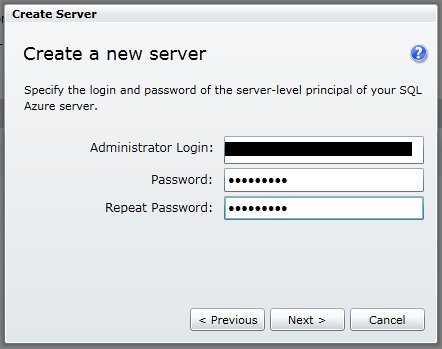 Create Server
Create a new server
?
Specify the login and password of the server-level principal of your SQL
Azure server.
Administrator Login:
Password: •••••••••
Repeat Password: •••••••••
< Previous Next > Cancel